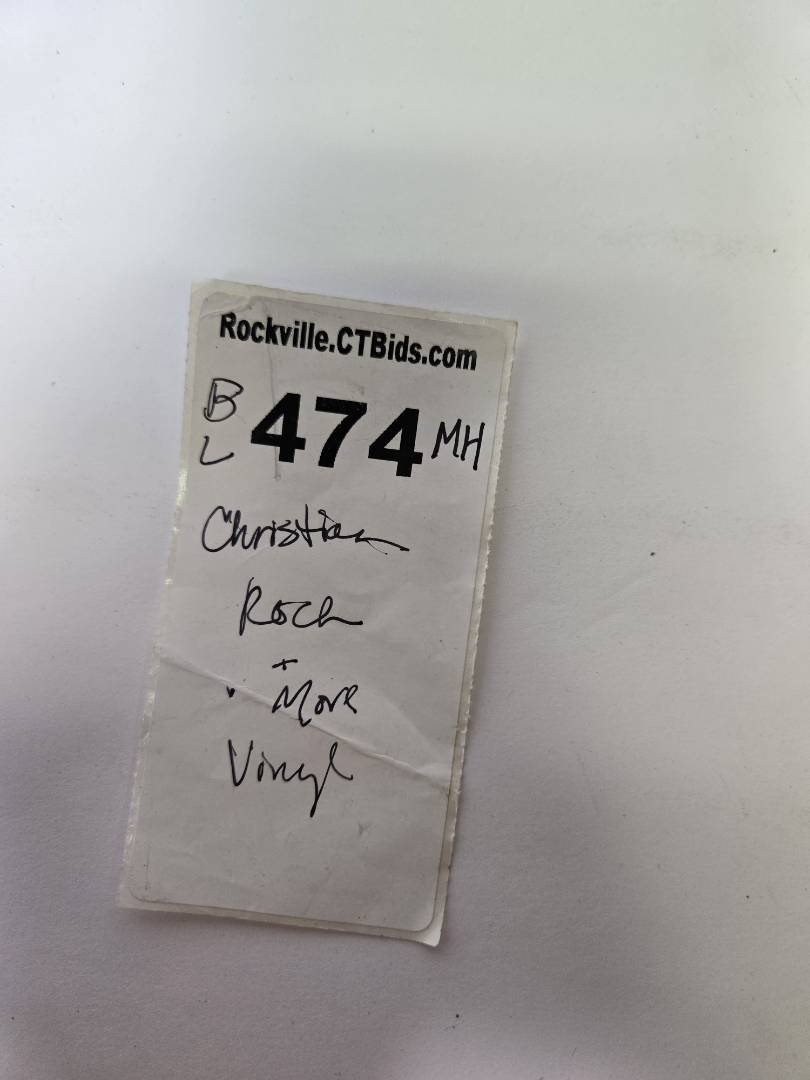 Rockville.CTBids.com
B
L 474 MH
Christian
Rock
+
More
Vinyl